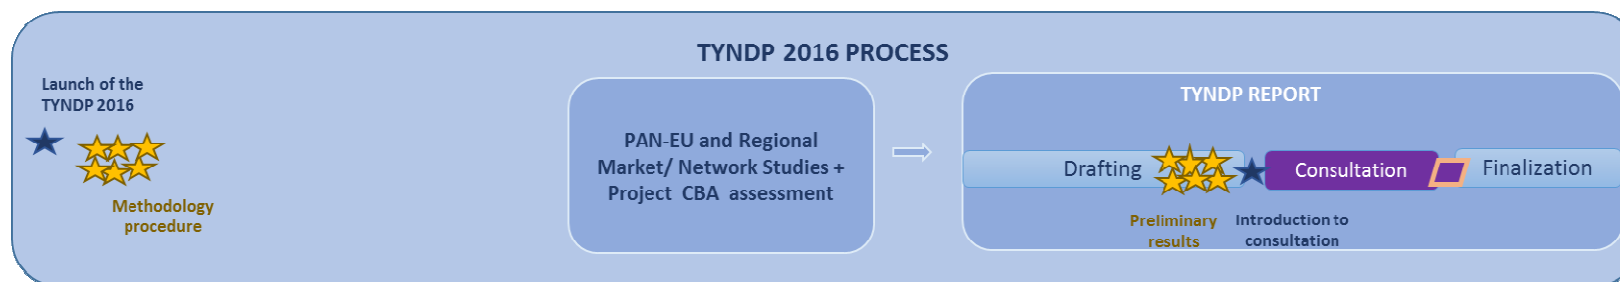 TYNDP 2016 PROCESS
Launch of the
TYNDP 2016
Methodology
procedure
PAN-EU and Regional
Market/ Network Studies +
Project CBA assessment
TYNDP REPORT
Drafting
Consultation
Finalization
Preliminary
results
Introduction to
consultation